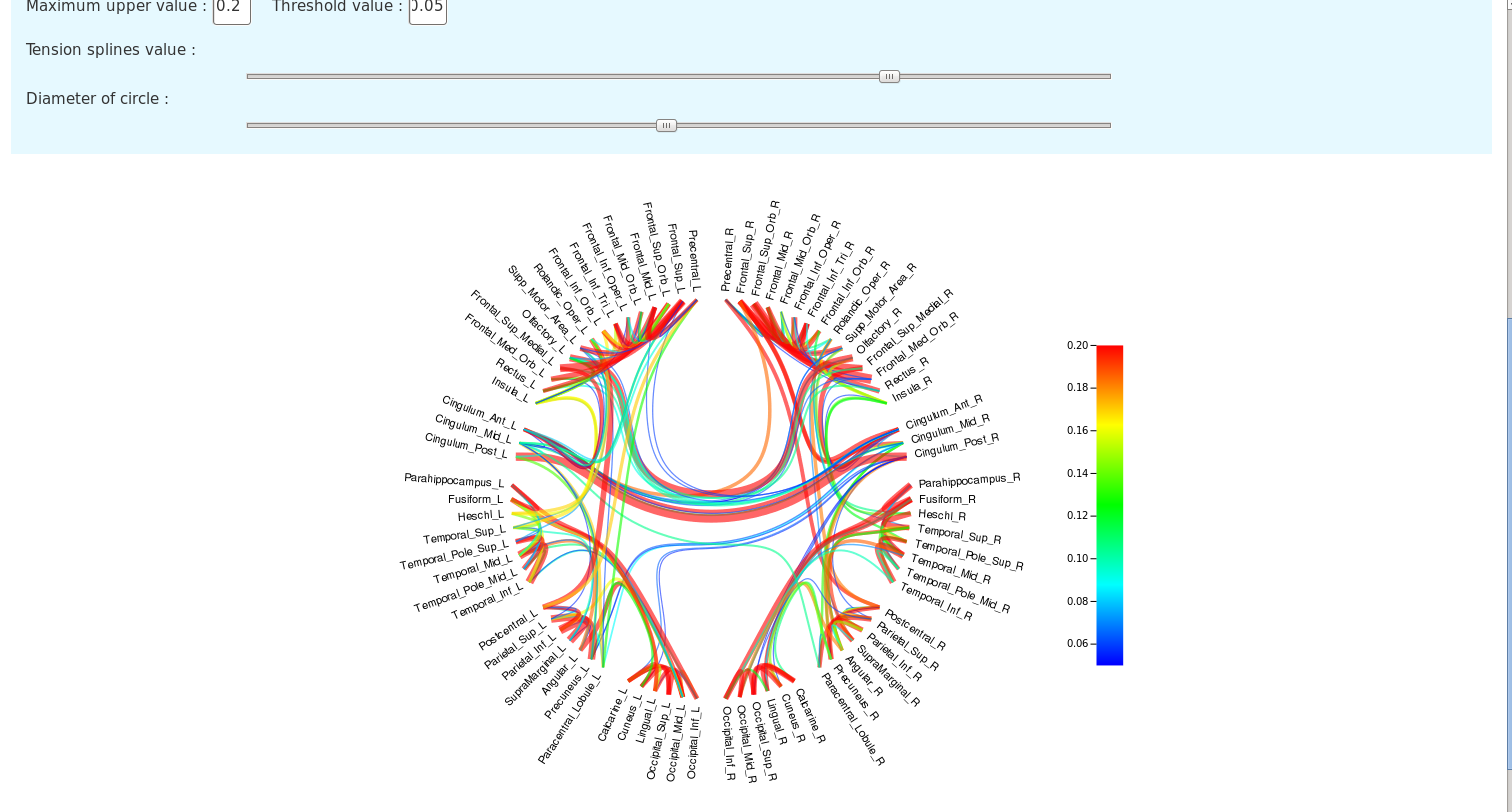 Maximum upper value : 0.2 Threshold value : 0.05
Tension splines value :
Diameter of circle :
Precentral_L
Frontal_Sup_L
Frontal_Sup_Orb_L
Frontal_Mid_L
Frontal_Mid_Orb_L
Frontal_Inf_Oper_L
Frontal_Inf_Tri_L
Frontal_Inf_Orb_L
Rolandic_Oper_L
Supp_Motor_Area_L
Olfactory_L
Frontal_Sup_Medial_L
Frontal_Med_Orb_L
Rectus_L
Insula_L
Cingulum_Ant_L
Cingulum_Mid_L
Cingulum_Post_L
Parahippocampus_L
Fusiform_L
Heschl_L
Temporal_Sup_L
Temporal_Pole_Sup_L
Temporal_Mid_L
Temporal_Pole_Mid_L
Temporal_Inf_L
Postcentral_L
Parietal_Sup_L
Parietal_Inf_L
SupraMarginal_L
Angular_L
Precuneus_L
Paracentral_Lobule_L
Calcarine_L
Cuneus_L
Lingual_L
Occipital_Sup_L
Occipital_Mid_L
Occipital_Inf_L
Precentral_R
Frontal_Sup_R
Frontal_Sup_Orb_R
Frontal_Mid_R
Frontal_Mid_Orb_R
Frontal_Inf_Oper_R
Frontal_Inf_Tri_R
Frontal_Inf_Orb_R
Rolandic_Oper_R
Supp_Motor_Area_R
Olfactory_R
Frontal_Sup_Medial_R
Frontal_Med_Orb_R
Rectus_R
Insula_R
Cingulum_Ant_R
Cingulum_Mid_R
Cingulum_Post_R
Parahippocampus_R
Fusiform_R
Heschl_R
Temporal_Sup_R
Temporal_Pole_Sup_R
Temporal_Mid_R
Temporal_Pole_Mid_R
Temporal_Inf_R
Postcentral_R
Parietal_Sup_R
Parietal_Inf_R
SupraMarginal_R
Angular_R
Precuneus_R
Paracentral_Lobule_R
Calcarine_R
Cuneus_R
Lingual_R
Occipital_Sup_R
Occipital_Mid_R
Occipital_Inf_R
0.20
0.18
0.16
0.14
0.12
0.10
0.08
0.06